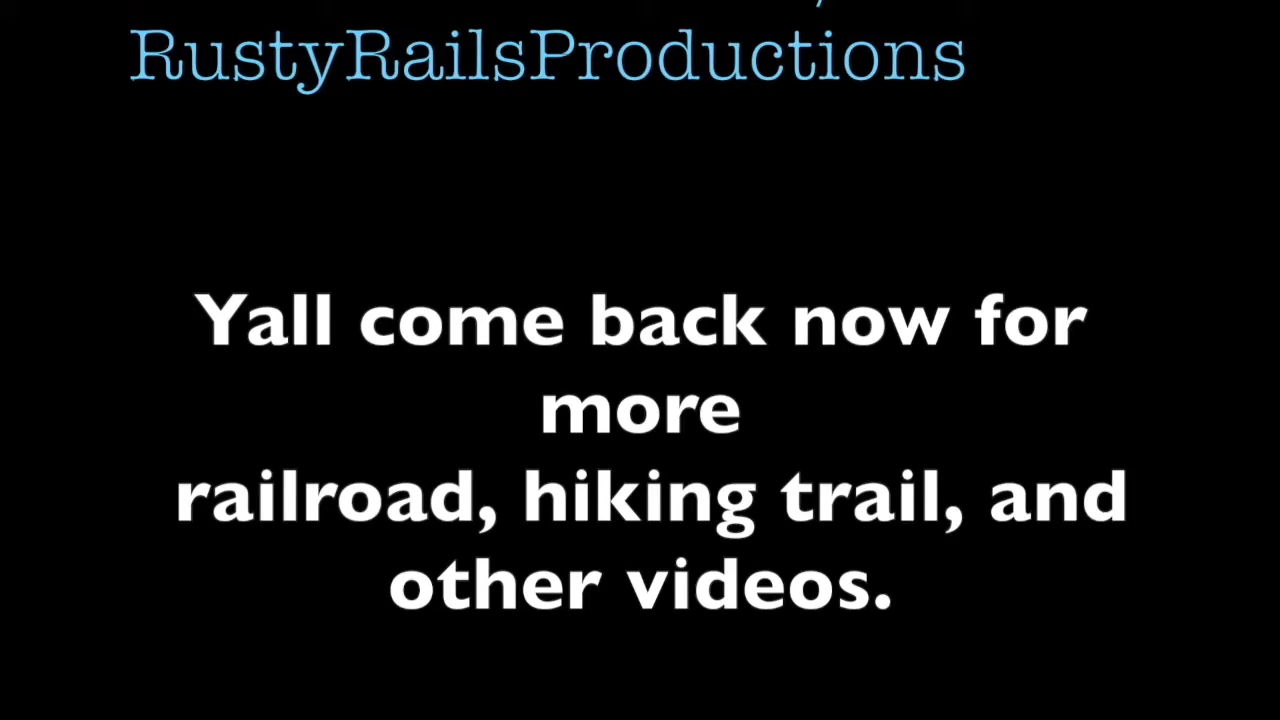 RustyRailsProductions
Yall come back now for
more
railroad, hiking trail, and
other videos.